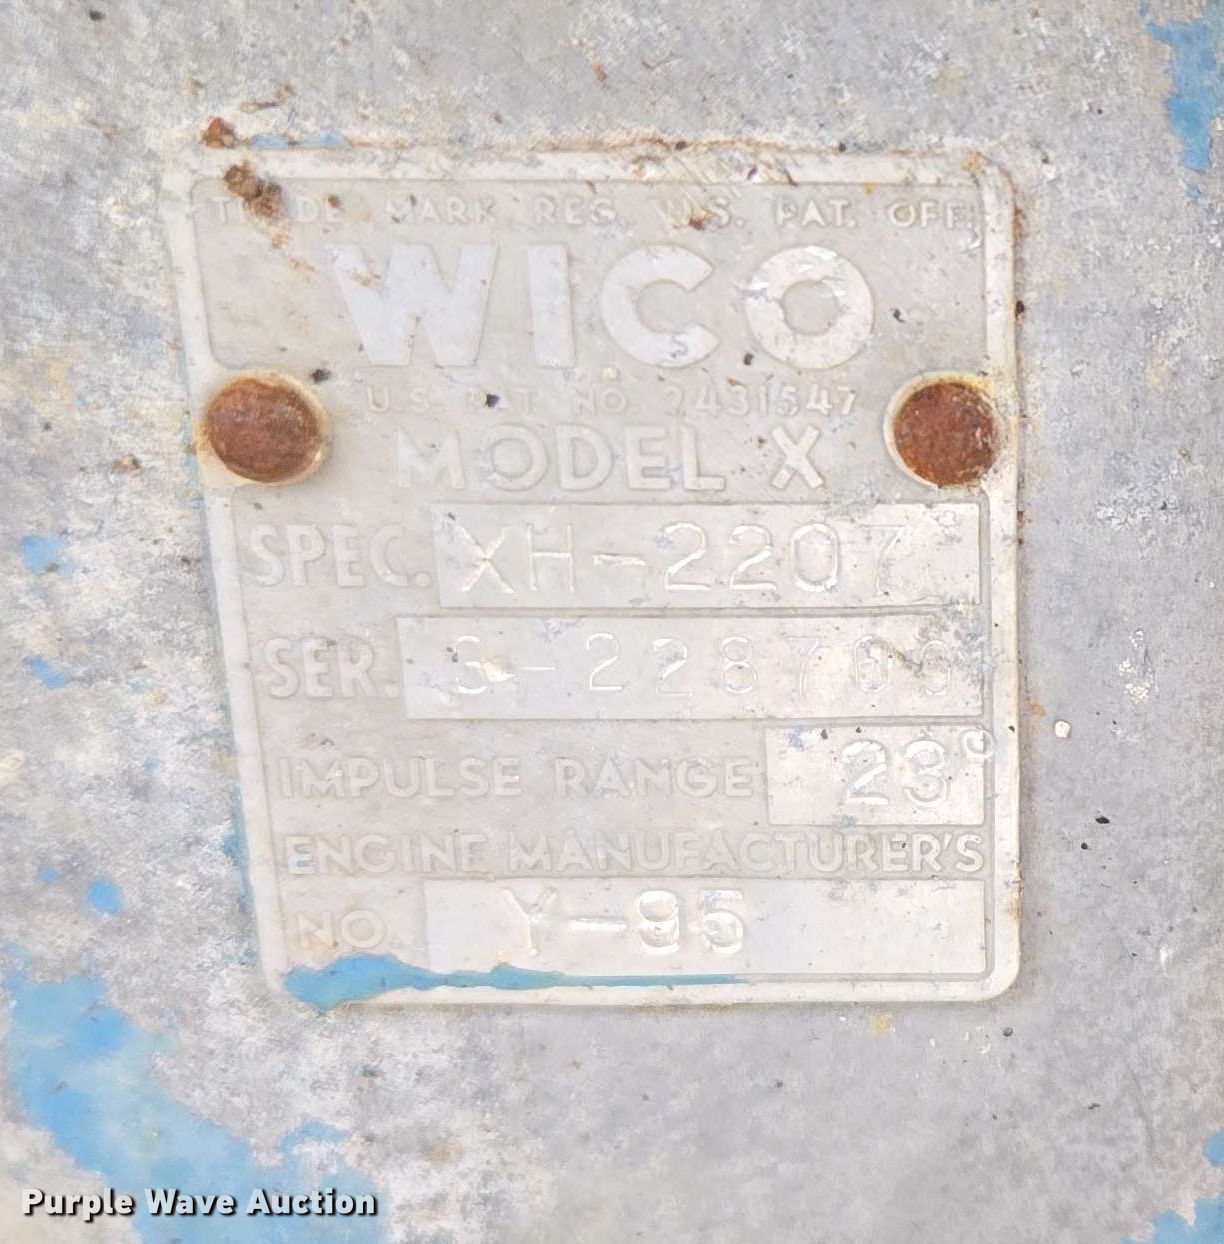 TRADE MARK REG. U.S. PAT. OFF.
WICO
U.S. PAT. NO. 2431547
MODEL X
SPEC. XH-2207
SER. S-228709
IMPULSE RANGE 23°
ENGINE MANUFACTURER'S
NO. Y-95
Purple Wave Auction